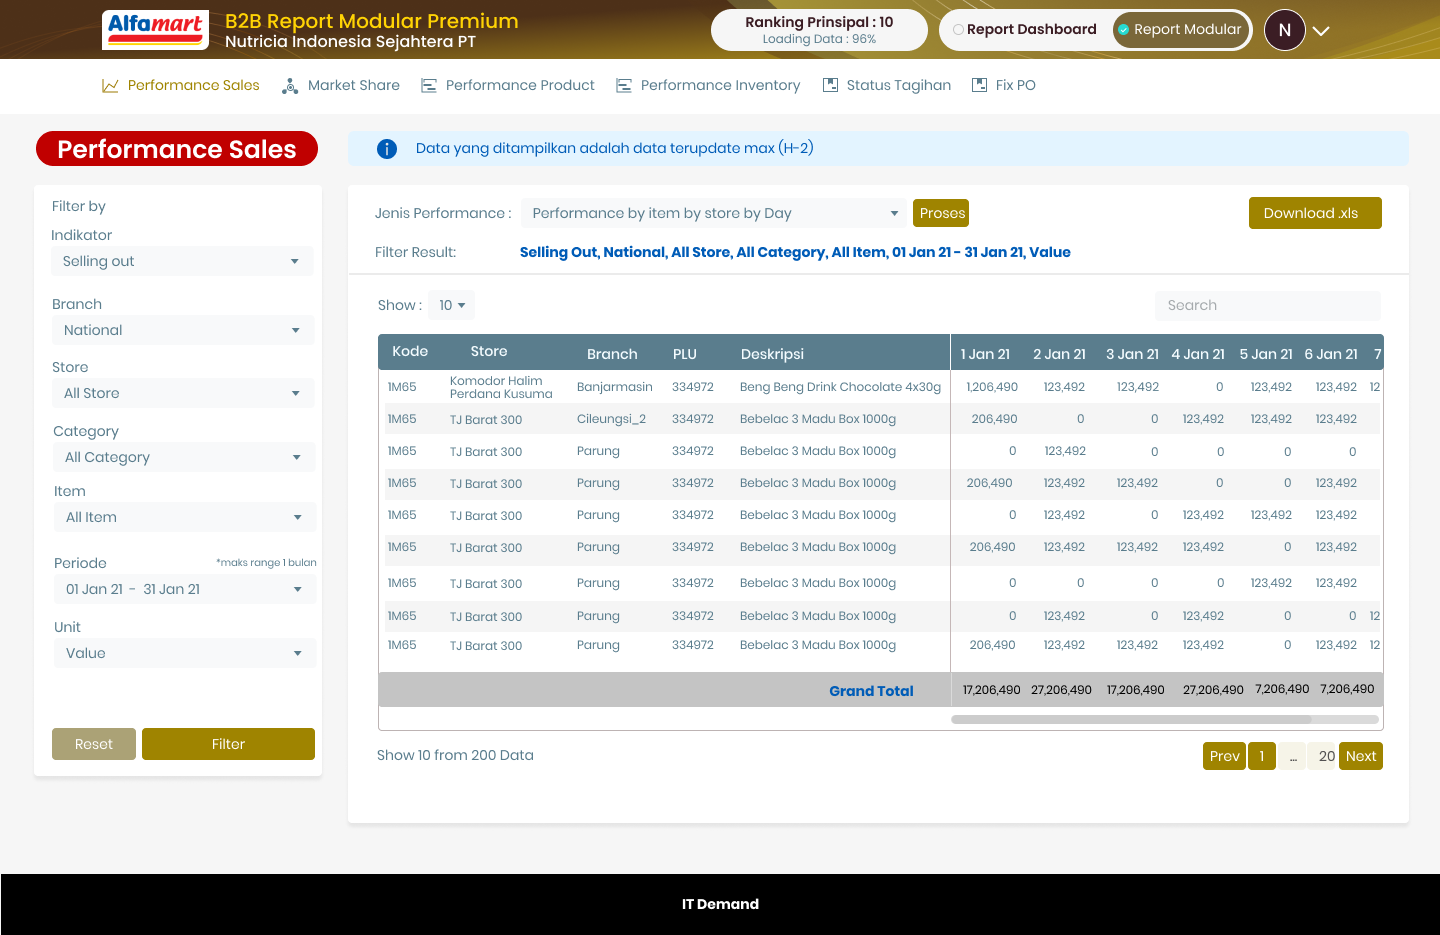 Alfamart
B2B Report Modular Premium
Nutricia Indonesia Sejahtera PT
Ranking Prinsipal : 10
Loading Data : 96%
Report Dashboard
Report Modular
N
Performance Sales
Market Share
Performance Product
Performance Inventory
Status Tagihan
Fix PO
Performance Sales
Data yang ditampilkan adalah data terupdate max (H-2)
Filter by
Indikator
Selling out
Branch
National
Store
All Store
Category
All Category
Item
All Item
Periode *maks range 1 bulan
01 Jan 21 - 31 Jan 21
Unit
Value
Reset
Filter
Jenis Performance : Performance by item by store by Day Proses Download .xls
Filter Result: Selling Out, National, All Store, All Category, All Item, 01 Jan 21 - 31 Jan 21, Value
Show : 10 Search
Kode Store Branch PLU Deskripsi 1 Jan 21 2 Jan 21 3 Jan 21 4 Jan 21 5 Jan 21 6 Jan 21 7
1M65 Komodor Halim Perdana Kusuma Banjarmasin 334972 Beng Beng Drink Chocolate 4x30g 1,206,490 123,492 123,492 0 123,492 123,492 12
1M65 TJ Barat 300 Cileungsi_2 334972 Bebelac 3 Madu Box 1000g 206,490 0 0 123,492 123,492 123,492
1M65 TJ Barat 300 Parung 334972 Bebelac 3 Madu Box 1000g 0 123,492 0 0 0 0
1M65 TJ Barat 300 Parung 334972 Bebelac 3 Madu Box 1000g 206,490 123,492 123,492 0 0 123,492
1M65 TJ Barat 300 Parung 334972 Bebelac 3 Madu Box 1000g 0 123,492 0 123,492 123,492 123,492
1M65 TJ Barat 300 Parung 334972 Bebelac 3 Madu Box 1000g 206,490 123,492 123,492 123,492 0 123,492
1M65 TJ Barat 300 Parung 334972 Bebelac 3 Madu Box 1000g 0 0 0 0 123,492 123,492
1M65 TJ Barat 300 Parung 334972 Bebelac 3 Madu Box 1000g 0 123,492 0 123,492 0 0 12
1M65 TJ Barat 300 Parung 334972 Bebelac 3 Madu Box 1000g 206,490 123,492 123,492 123,492 0 123,492 12
Grand Total 17,206,490 27,206,490 17,206,490 27,206,490 7,206,490 7,206,490
Show 10 from 200 Data
Prev 1 ... 20 Next
IT Demand